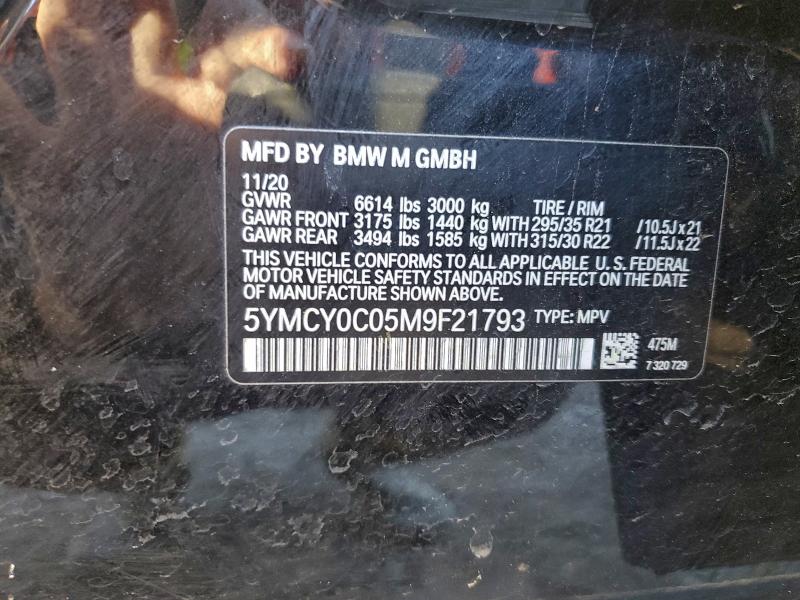 MFD BY BMW M GMBH
11/20
GVWR 6614 lbs 3000 kg TIRE / RIM
GAWR FRONT 3175 lbs 1440 kg WITH 295/35 R21 /10.5J x 21
GAWR REAR 3494 lbs 1585 kg WITH 315/30 R22 /11.5J x 22
THIS VEHICLE CONFORMS TO ALL APPLICABLE U. S. FEDERAL
MOTOR VEHICLE SAFETY STANDARDS IN EFFECT ON THE DATE
OF MANUFACTURE SHOWN ABOVE.
5YMCY0C05M9F21793 TYPE: MPV
475M
7 320 729